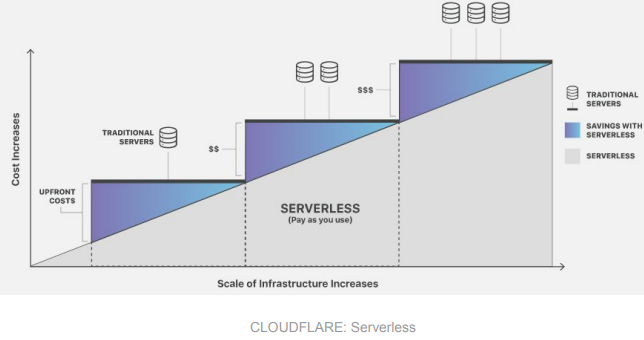 $$$
TRADITIONAL
SERVERS
TRADITIONAL
SERVERS
$$
SAVINGS WITH
SERVERLESS
SERVERLESS
UPFRONT
COSTS
SERVERLESS
(Pay as you use)
Cost Increases
Scale of Infrastructure Increases
CLOUDFLARE: Serverless